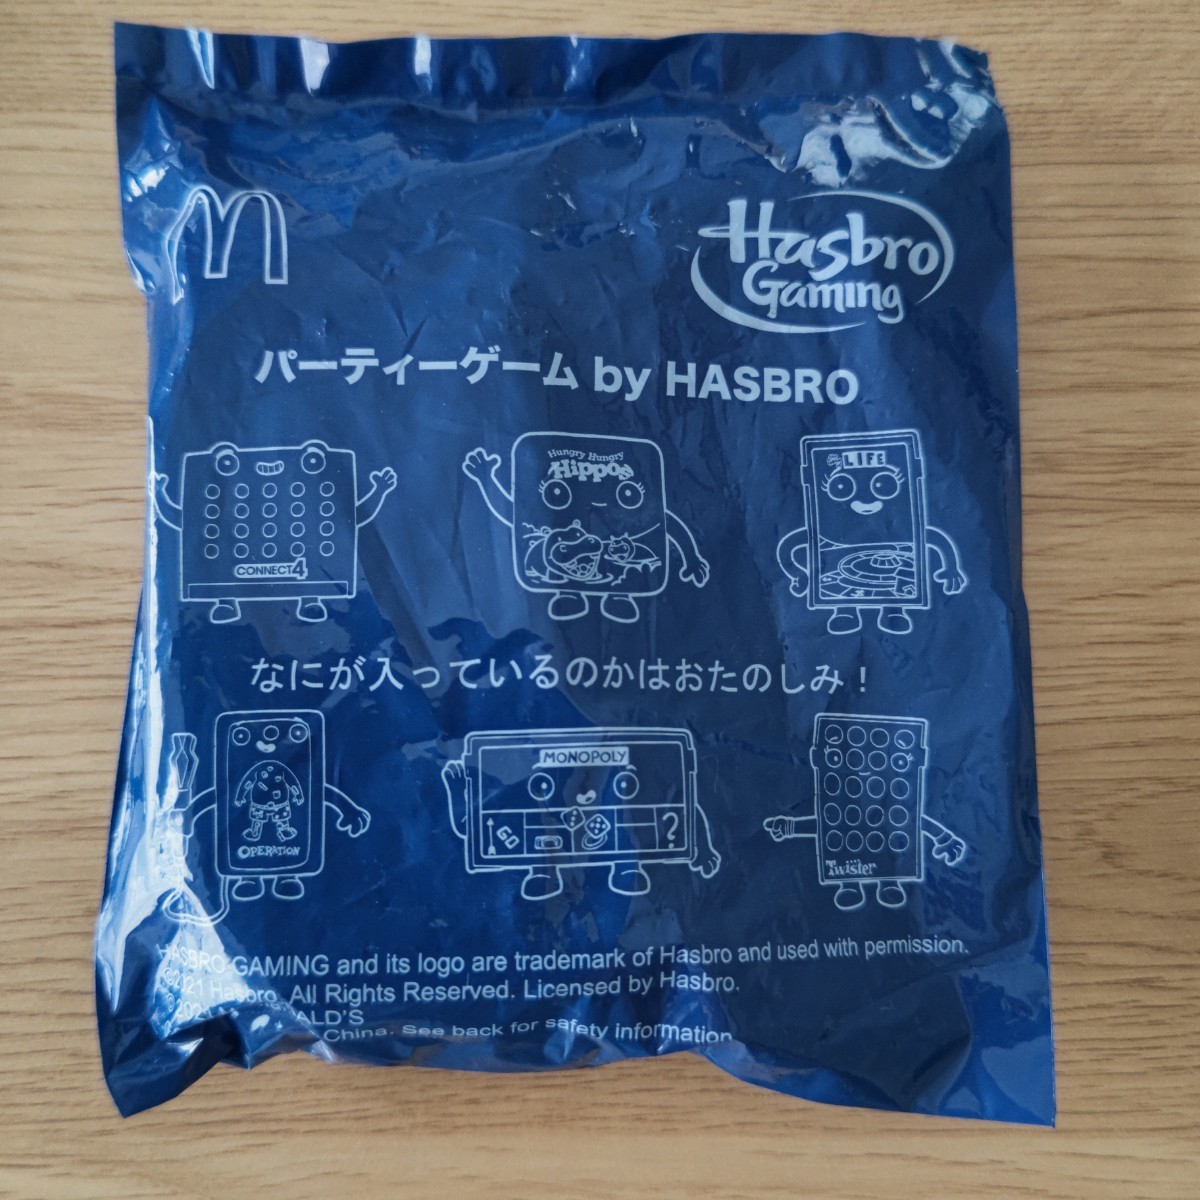 Hasbro
Gaming
パーティーゲーム by HASBRO
CONNECT4
Hungry Hungry
Hippos
LIFE
なにが入っているのかはおたのしみ！
OPERATION
MONOPOLY
GO
?
Twister
HASBRO GAMING and its logo are trademark of Hasbro and used with permission.
©2021 Hasbro. All Rights Reserved. Licensed by Hasbro.
China. See back for safety information